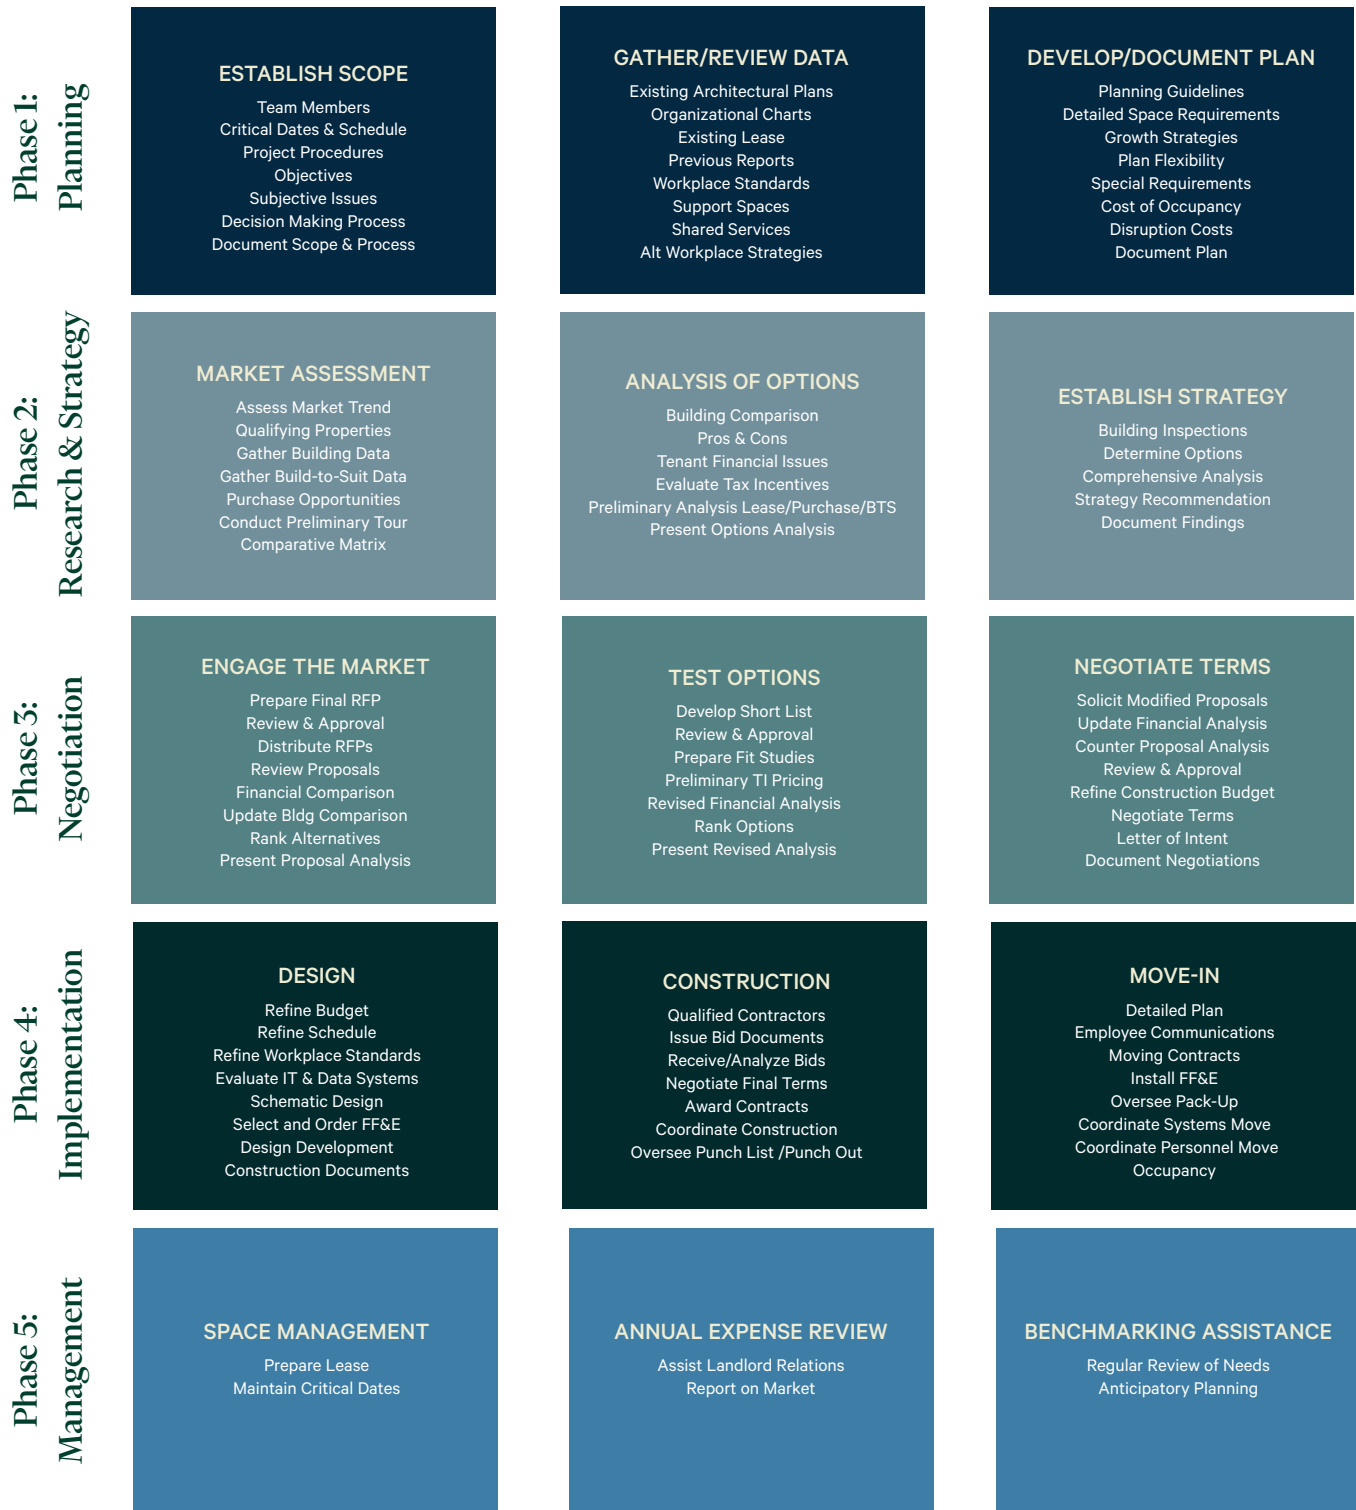 Phase 1:
Planning
ESTABLISH SCOPE
Team Members
Critical Dates & Schedule
Project Procedures
Objectives
Subjective Issues
Decision Making Process
Document Scope & Process
GATHER/REVIEW DATA
Existing Architectural Plans
Organizational Charts
Existing Lease
Previous Reports
Workplace Standards
Support Spaces
Shared Services
Alt Workplace Strategies
DEVELOP/DOCUMENT PLAN
Planning Guidelines
Detailed Space Requirements
Growth Strategies
Plan Flexibility
Special Requirements
Cost of Occupancy
Disruption Costs
Document Plan
Phase 2:
Research & Strategy
MARKET ASSESSMENT
Assess Market Trend
Qualifying Properties
Gather Building Data
Gather Build-to-Suit Data
Purchase Opportunities
Conduct Preliminary Tour
Comparative Matrix
ANALYSIS OF OPTIONS
Building Comparison
Pros & Cons
Tenant Financial Issues
Evaluate Tax Incentives
Preliminary Analysis Lease/Purchase/BTS
Present Options Analysis
ESTABLISH STRATEGY
Building Inspections
Determine Options
Comprehensive Analysis
Strategy Recommendation
Document Findings
Phase 3:
Negotiation
ENGAGE THE MARKET
Prepare Final RFP
Review & Approval
Distribute RFPs
Review Proposals
Financial Comparison
Update Bldg Comparison
Rank Alternatives
Present Proposal Analysis
TEST OPTIONS
Develop Short List
Review & Approval
Prepare Fit Studies
Preliminary TI Pricing
Revised Financial Analysis
Rank Options
Present Revised Analysis
NEGOTIATE TERMS
Solicit Modified Proposals
Update Financial Analysis
Counter Proposal Analysis
Review & Approval
Refine Construction Budget
Negotiate Terms
Letter of Intent
Document Negotiations
Phase 4:
Implementation
DESIGN
Refine Budget
Refine Schedule
Refine Workplace Standards
Evaluate IT & Data Systems
Schematic Design
Select and Order FF&E
Design Development
Construction Documents
CONSTRUCTION
Qualified Contractors
Issue Bid Documents
Receive/Analyze Bids
Negotiate Final Terms
Award Contracts
Coordinate Construction
Oversee Punch List /Punch Out
MOVE-IN
Detailed Plan
Employee Communications
Moving Contracts
Install FF&E
Oversee Pack-Up
Coordinate Systems Move
Coordinate Personnel Move
Occupancy
Phase 5:
Management
SPACE MANAGEMENT
Prepare Lease
Maintain Critical Dates
ANNUAL EXPENSE REVIEW
Assist Landlord Relations
Report on Market
BENCHMARKING ASSISTANCE
Regular Review of Needs
Anticipatory Planning